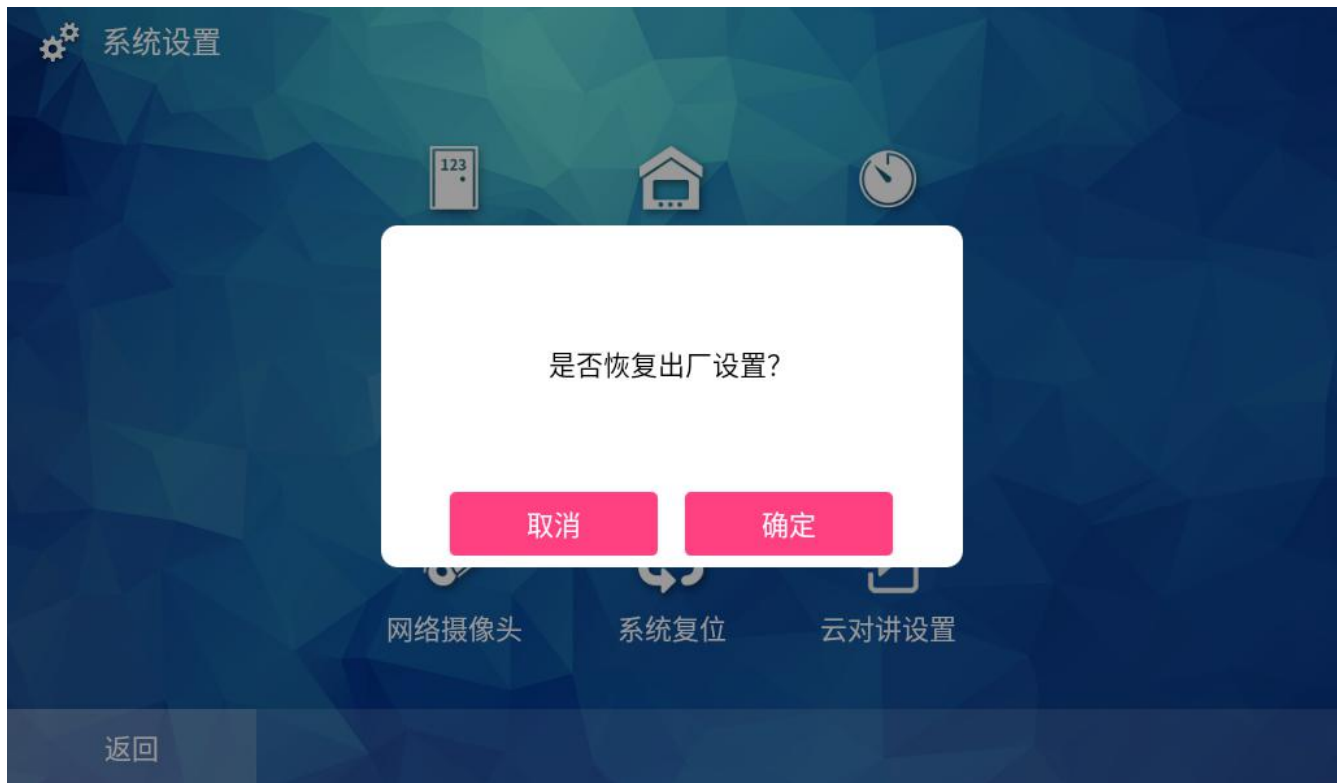 系统设置
123
是否恢复出厂设置?
取消
确定
网络摄像头
系统复位
云对讲设置
返回